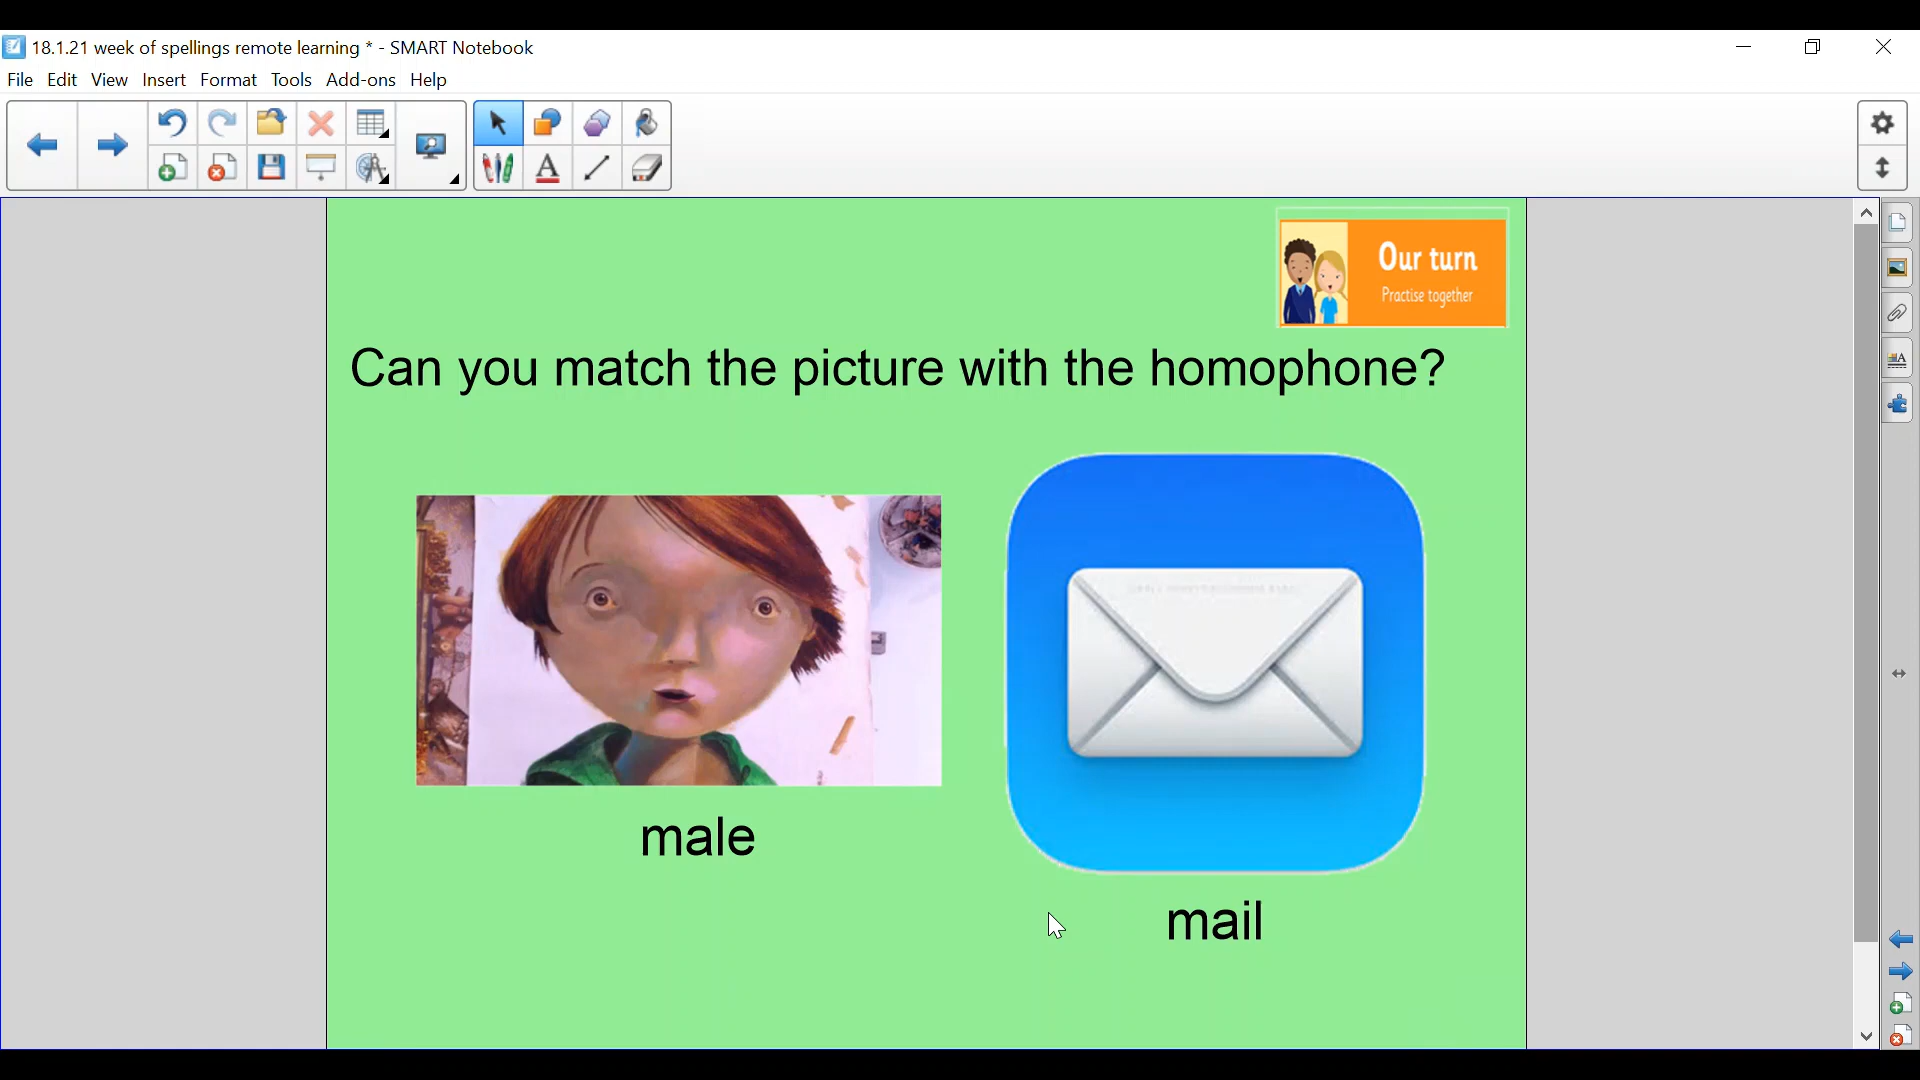 18.1.21 week of spellings remote learning * - SMART Notebook
File Edit View Insert Format Tools Add-ons Help
Our turn
Practise together
Can you match the picture with the homophone?
male
mail